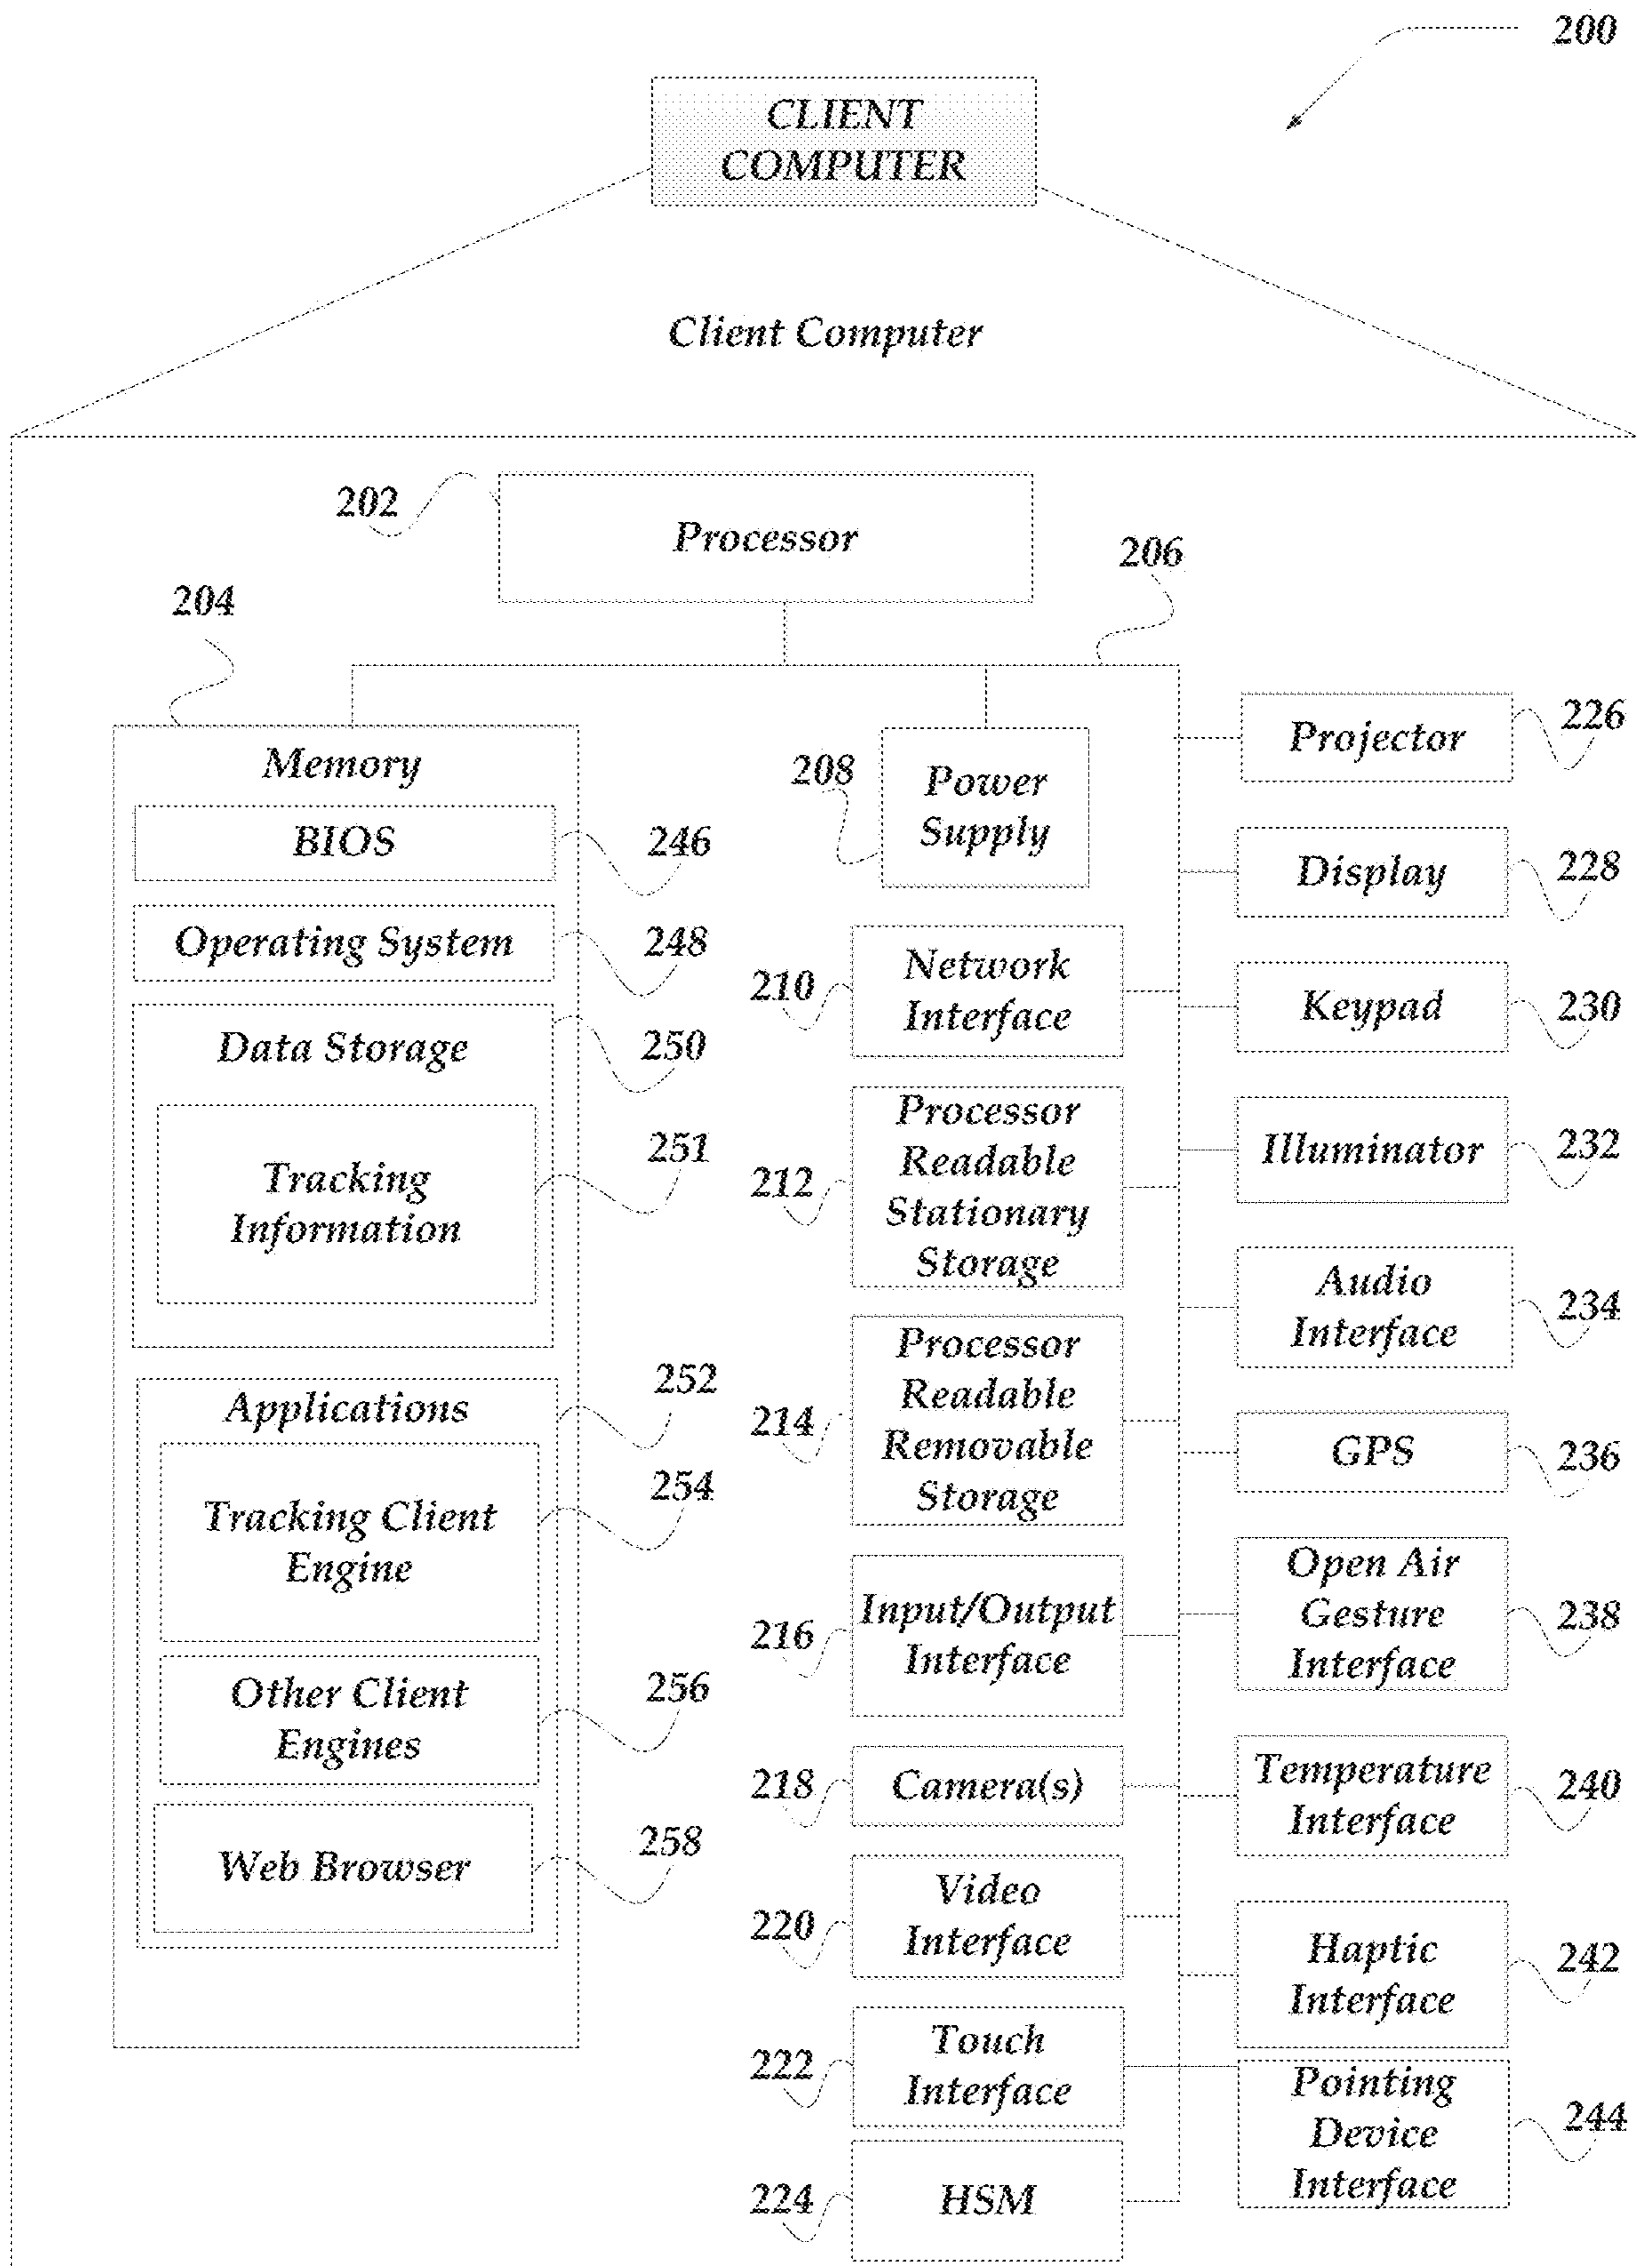 200
CLIENT
COMPUTER
Client Computer
202
Processor
206
204
Memory
BIOS
246
Operating System
248
Data Storage
250
Tracking
Information
251
Applications
252
Tracking Client
Engine
254
Other Client
Engines
256
Web Browser
258
208
Power
Supply
210
Network
Interface
212
Processor
Readable
Stationary
Storage
214
Processor
Readable
Removable
Storage
216
Input/Output
Interface
218
Camera(s)
220
Video
Interface
222
Touch
Interface
224
HSM
Projector
226
Display
228
Keypad
230
Illuminator
232
Audio
Interface
234
GPS
236
Open Air
Gesture
Interface
238
Temperature
Interface
240
Haptic
Interface
242
Pointing
Device
Interface
244